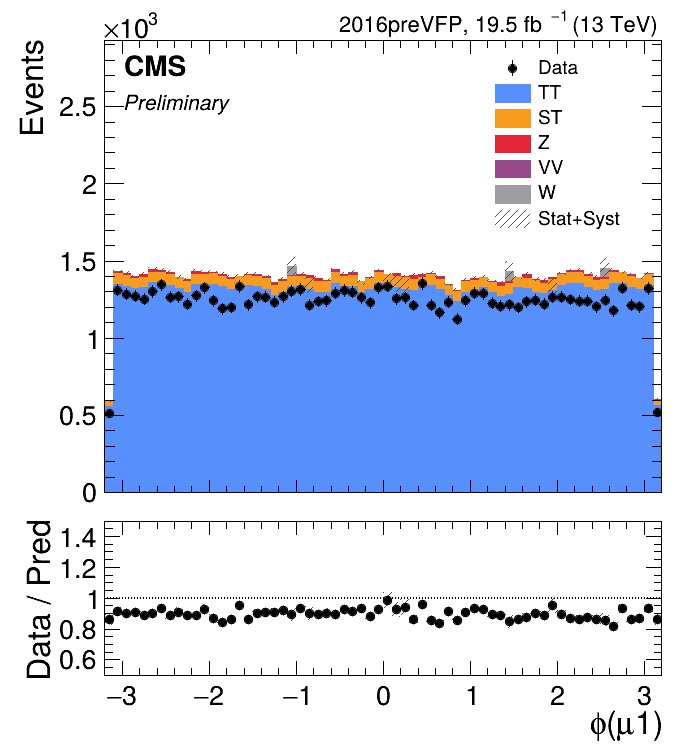 ×10³ 2016preVFP, 19.5 fb ⁻¹ (13 TeV)
Events
CMS
Preliminary
Data
TT
ST
Z
VV
W
Stat+Syst
2.5
2
1.5
1
0.5
0
Data / Pred
1.4
1.2
1
0.8
0.6
−3 −2 −1 0 1 2 3
ϕ(μ1)